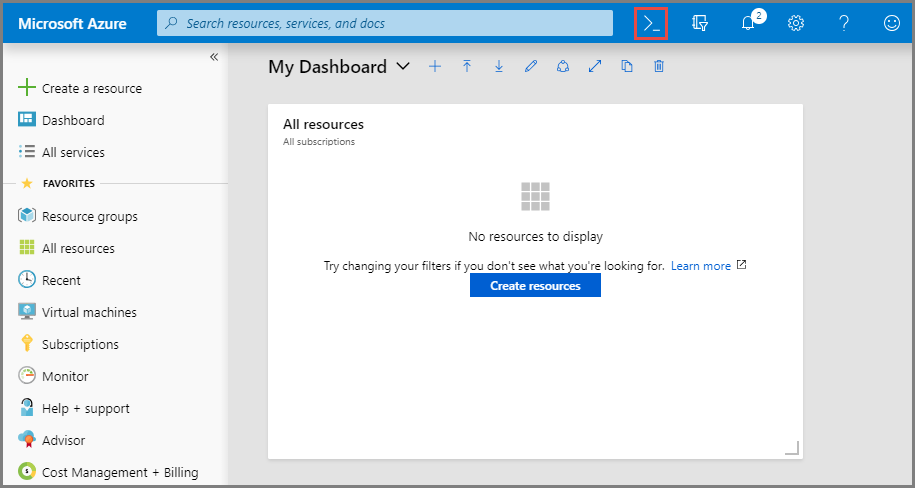 Microsoft Azure
Search resources, services, and docs
>_
2
?
«
Create a resource
Dashboard
All services
FAVORITES
Resource groups
All resources
Recent
Virtual machines
Subscriptions
Monitor
Help + support
Advisor
Cost Management + Billing
My Dashboard
All resources
All subscriptions
No resources to display
Try changing your filters if you don't see what you're looking for. Learn more
Create resources